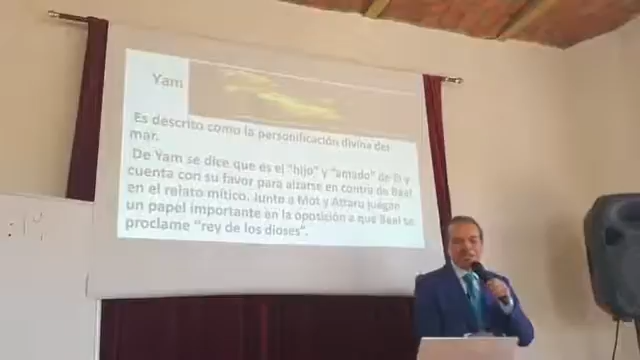 Yam
Es descrito como la personificación divina del
mar.
De Yam se dice que es el "hijo" y "amado" de El y
cuenta con su favor para alzarse en contra de Baal
en el relato mítico. Junto a Mot y Attaru juegan
un papel importante en la oposición a que Baal se
proclame "rey de los dioses".